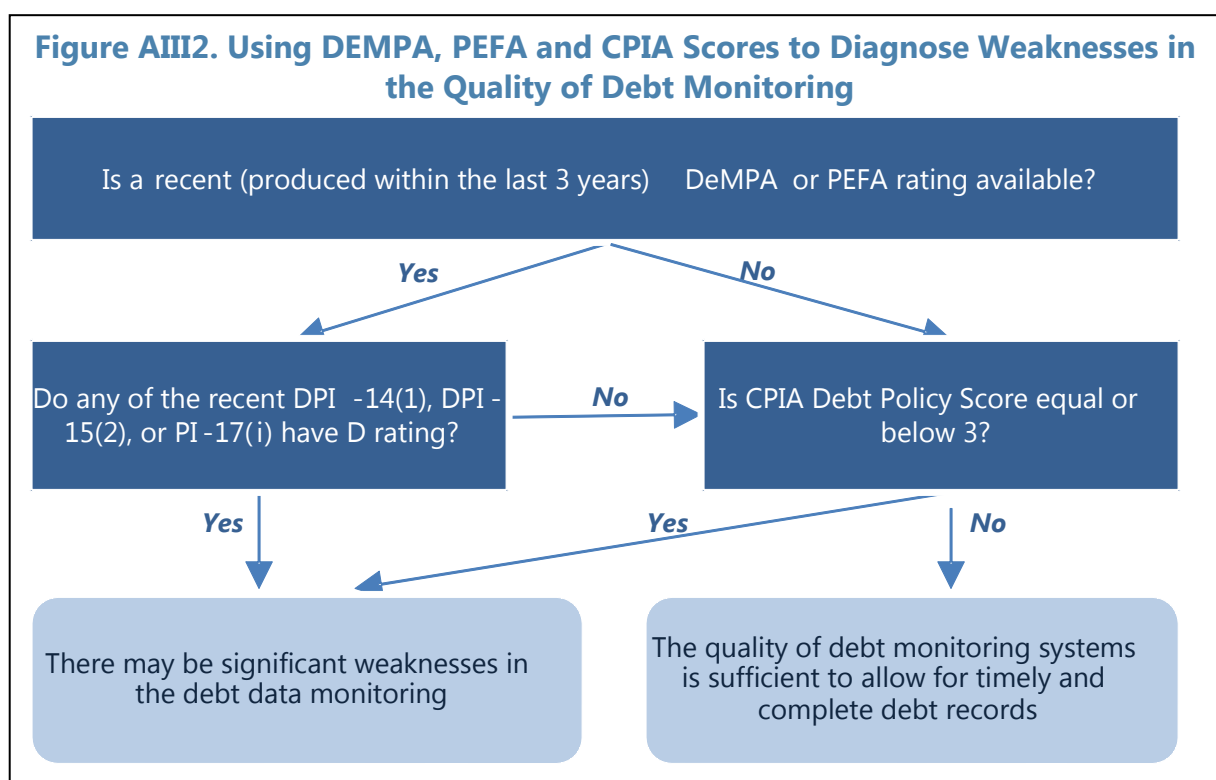 Figure AIII2. Using DEMPA, PEFA and CPIA Scores to Diagnose Weaknesses in
the Quality of Debt Monitoring
Is a recent (produced within the last 3 years) DeMPA or PEFA rating available?
Yes
No
Do any of the recent DPI -14(1), DPI -
15(2), or PI-17(i) have D rating?
No
Is CPIA Debt Policy Score equal or
below 3?
Yes
Yes
No
There may be significant weaknesses in
the debt data monitoring
The quality of debt monitoring systems
is sufficient to allow for timely and
complete debt records